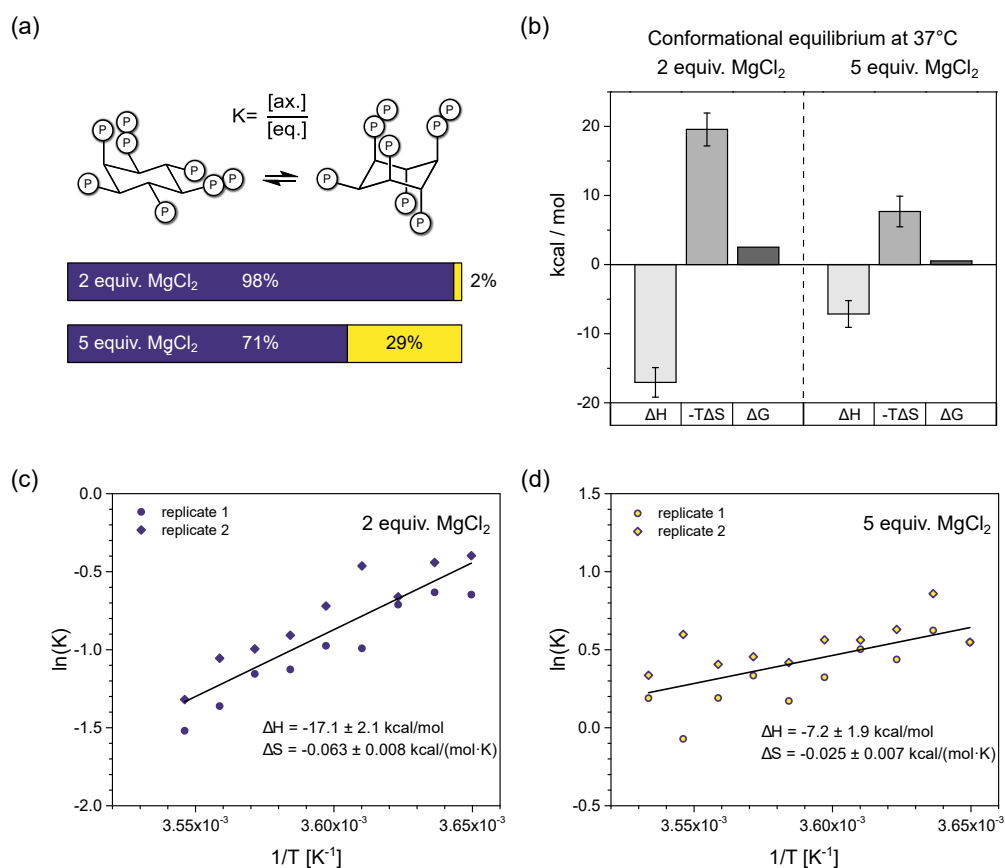 (a)
K= [ax.]
[eq.]
P P P P P P P P
P P P P P P P P
2 equiv. MgCl₂ 98% 2%
5 equiv. MgCl₂ 71% 29%
(b)
Conformational equilibrium at 37°C
2 equiv. MgCl₂ 5 equiv. MgCl₂
kcal / mol
20
10
0
-10
-20
ΔH -TΔS ΔG ΔH -TΔS ΔG
(c)
replicate 1
replicate 2
2 equiv. MgCl₂
ln(K)
0.0
-0.5
-1.0
-1.5
-2.0
ΔH = -17.1 ± 2.1 kcal/mol
ΔS = -0.063 ± 0.008 kcal/(mol·K)
3.55x10⁻³ 3.60x10⁻³ 3.65x10⁻³
1/T [K⁻¹]
(d)
replicate 1
replicate 2
5 equiv. MgCl₂
ln(K)
1.5
1.0
0.5
0.0
-0.5
ΔH = -7.2 ± 1.9 kcal/mol
ΔS = -0.025 ± 0.007 kcal/(mol·K)
3.55x10⁻³ 3.60x10⁻³ 3.65x10⁻³
1/T [K⁻¹]